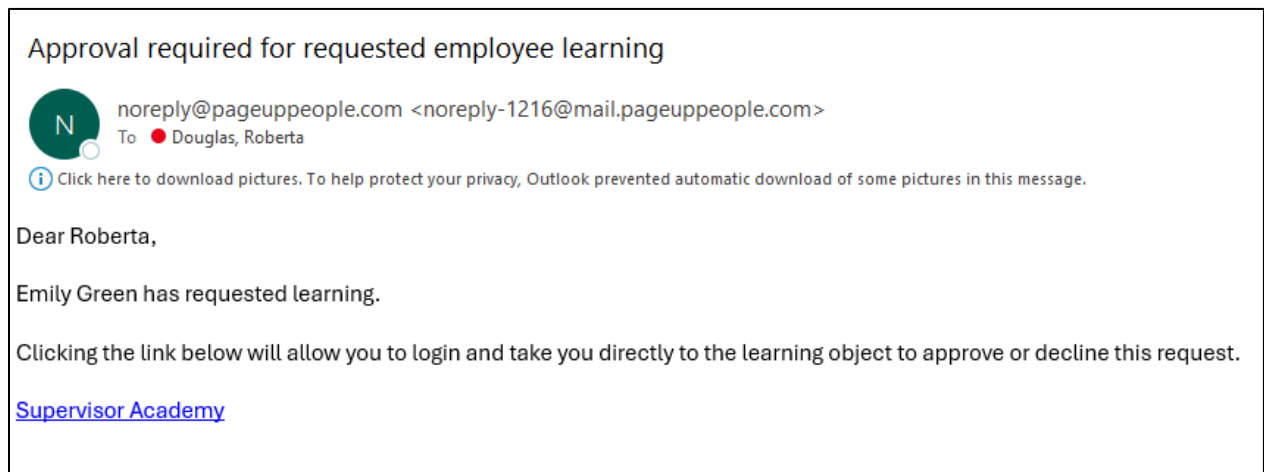 Approval required for requested employee learning
N
noreply@pageuppeople.com <noreply-1216@mail.pageuppeople.com>
To Douglas, Roberta
Click here to download pictures. To help protect your privacy, Outlook prevented automatic download of some pictures in this message.
Dear Roberta,
Emily Green has requested learning.
Clicking the link below will allow you to login and take you directly to the learning object to approve or decline this request.
Supervisor Academy